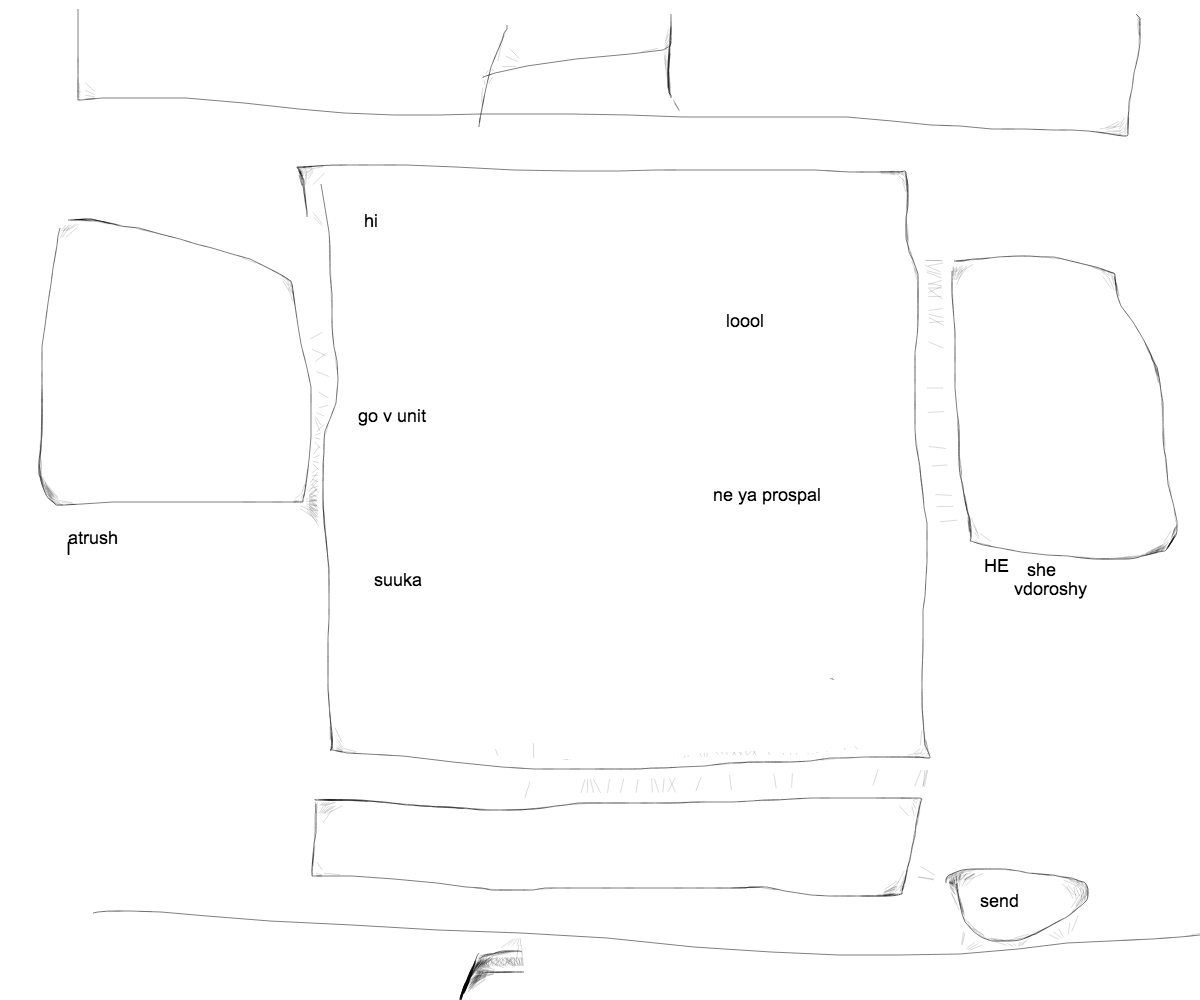 hi
loool
go v unit
ne ya prospal
atrush
suuka
HE she
vdoroshy
send